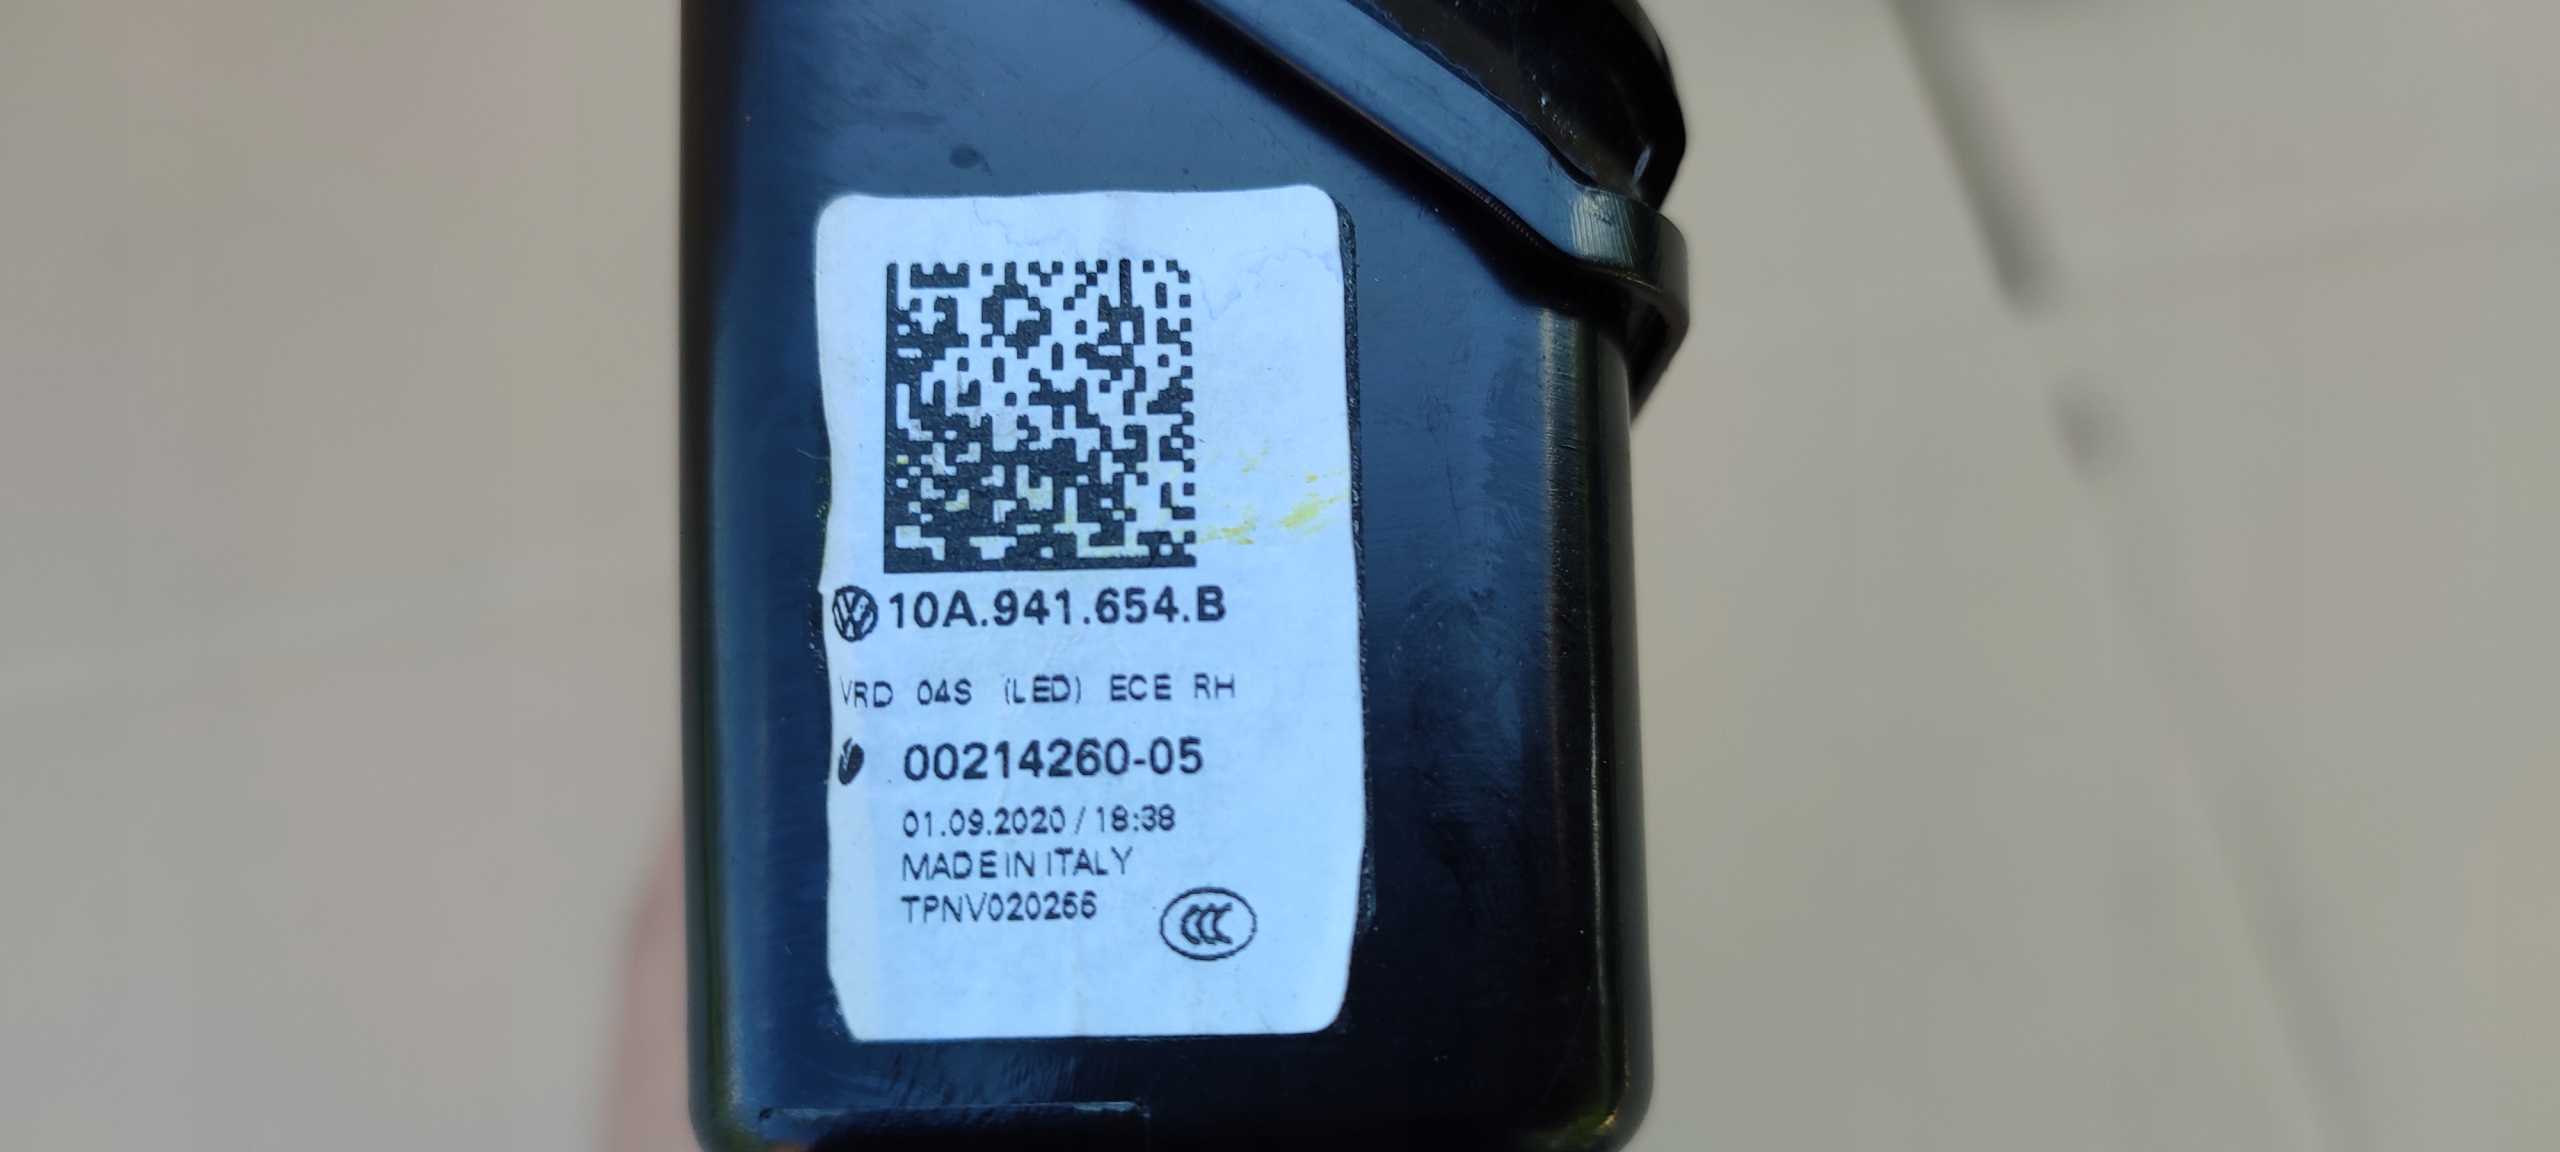 10A.941.654.B
VRD 04S (LED) ECE RH
00214260-05
01.09.2020 / 18:38
MADE IN ITALY
TPNV020266
CCC